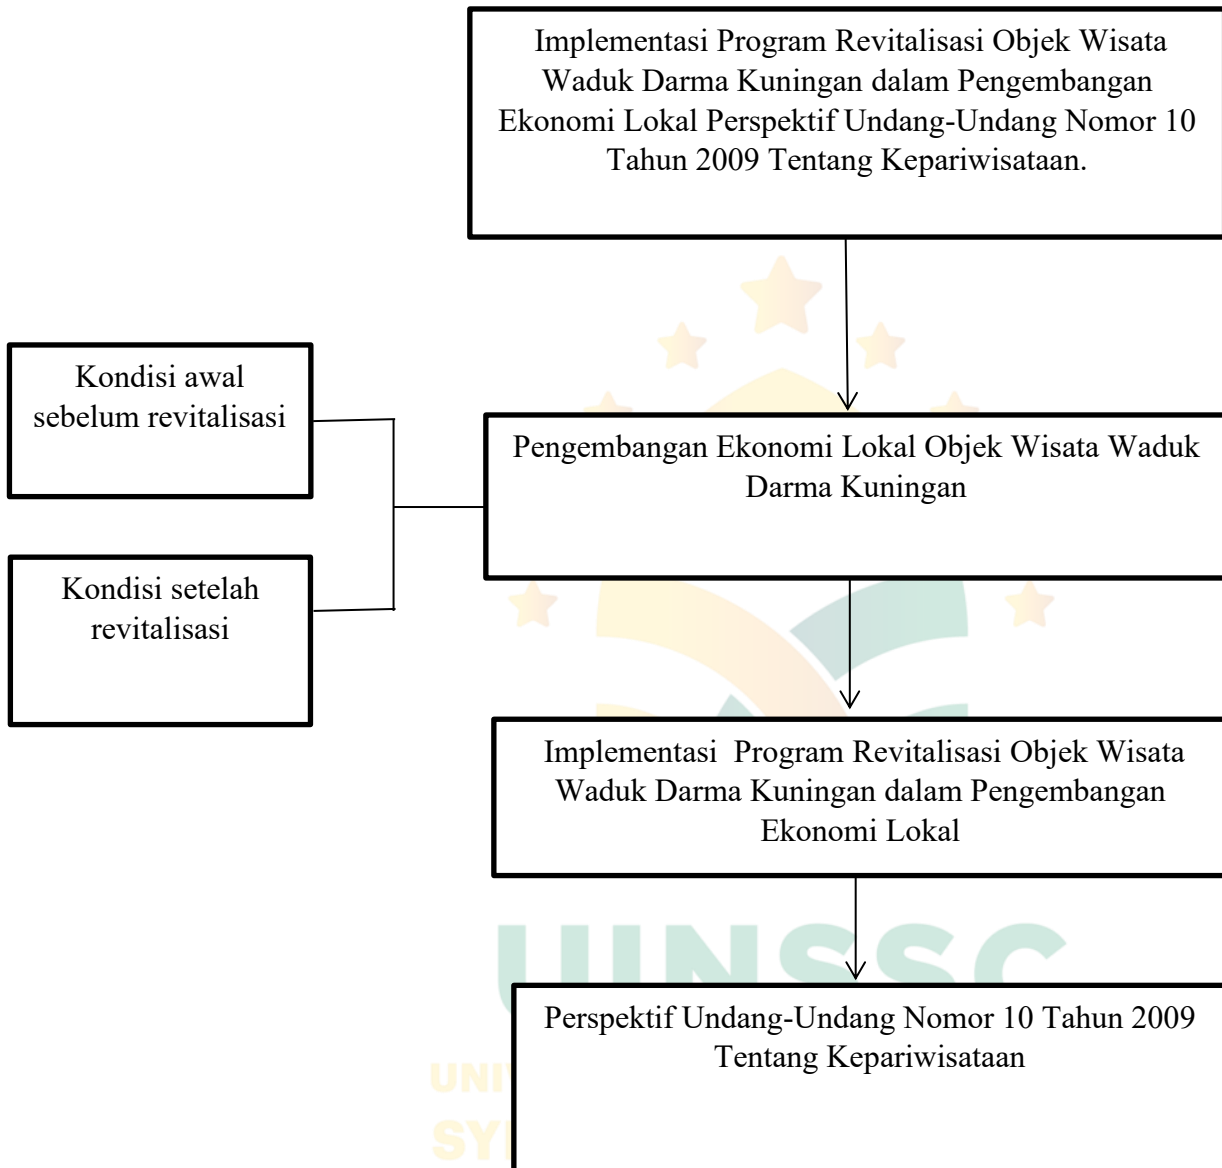 Implementasi Program Revitalisasi Objek Wisata
Waduk Darma Kuningan dalam Pengembangan
Ekonomi Lokal Perspektif Undang-Undang Nomor 10
Tahun 2009 Tentang Kepariwisataan.
Kondisi awal
sebelum revitalisasi
Pengembangan Ekonomi Lokal Objek Wisata Waduk
Darma Kuningan
Kondisi setelah
revitalisasi
Implementasi  Program Revitalisasi Objek Wisata
Waduk Darma Kuningan dalam Pengembangan
Ekonomi Lokal
UINSSC
Perspektif Undang-Undang Nomor 10 Tahun 2009
Tentang Kepariwisataan